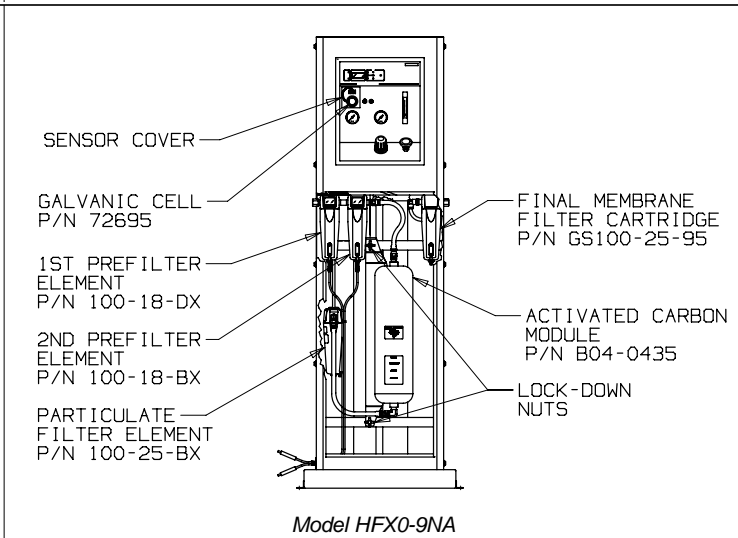 SENSOR COVER
GALVANIC CELL
P/N 72695
1ST PREFILTER
ELEMENT
P/N 100-18-DX
2ND PREFILTER
ELEMENT
P/N 100-18-BX
PARTICULATE
FILTER ELEMENT
P/N 100-25-BX
FINAL MEMBRANE
FILTER CARTRIDGE
P/N GS100-25-95
ACTIVATED CARBON
MODULE
P/N B04-0435
LOCK-DOWN
NUTS
Model HFX0-9NA